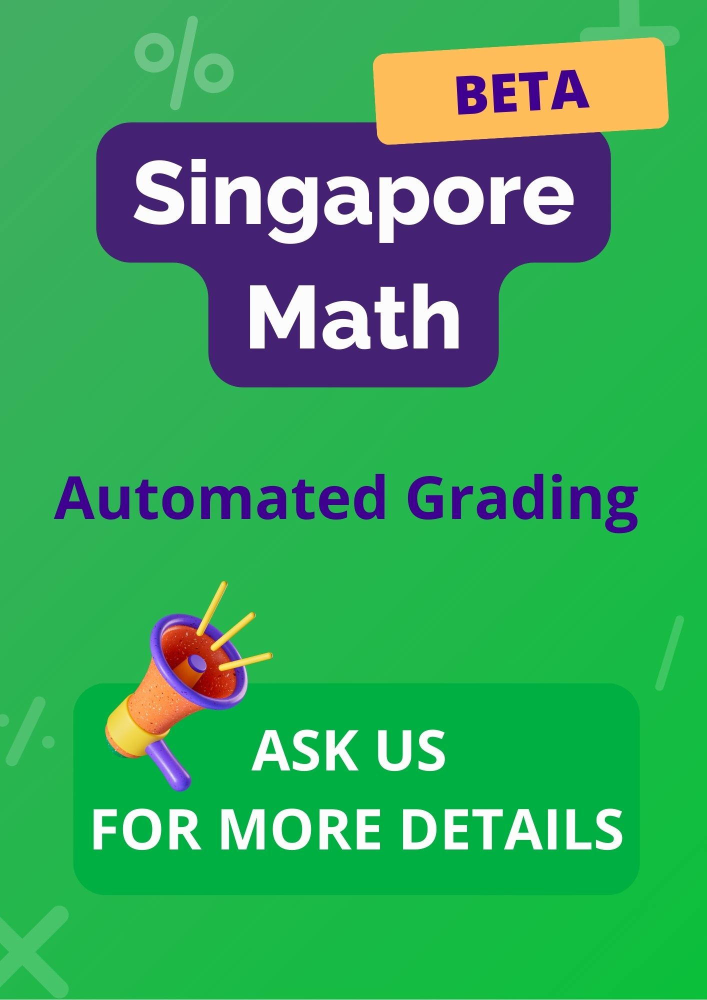 BETA
Singapore
Math
Automated Grading
ASK US
FOR MORE DETAILS